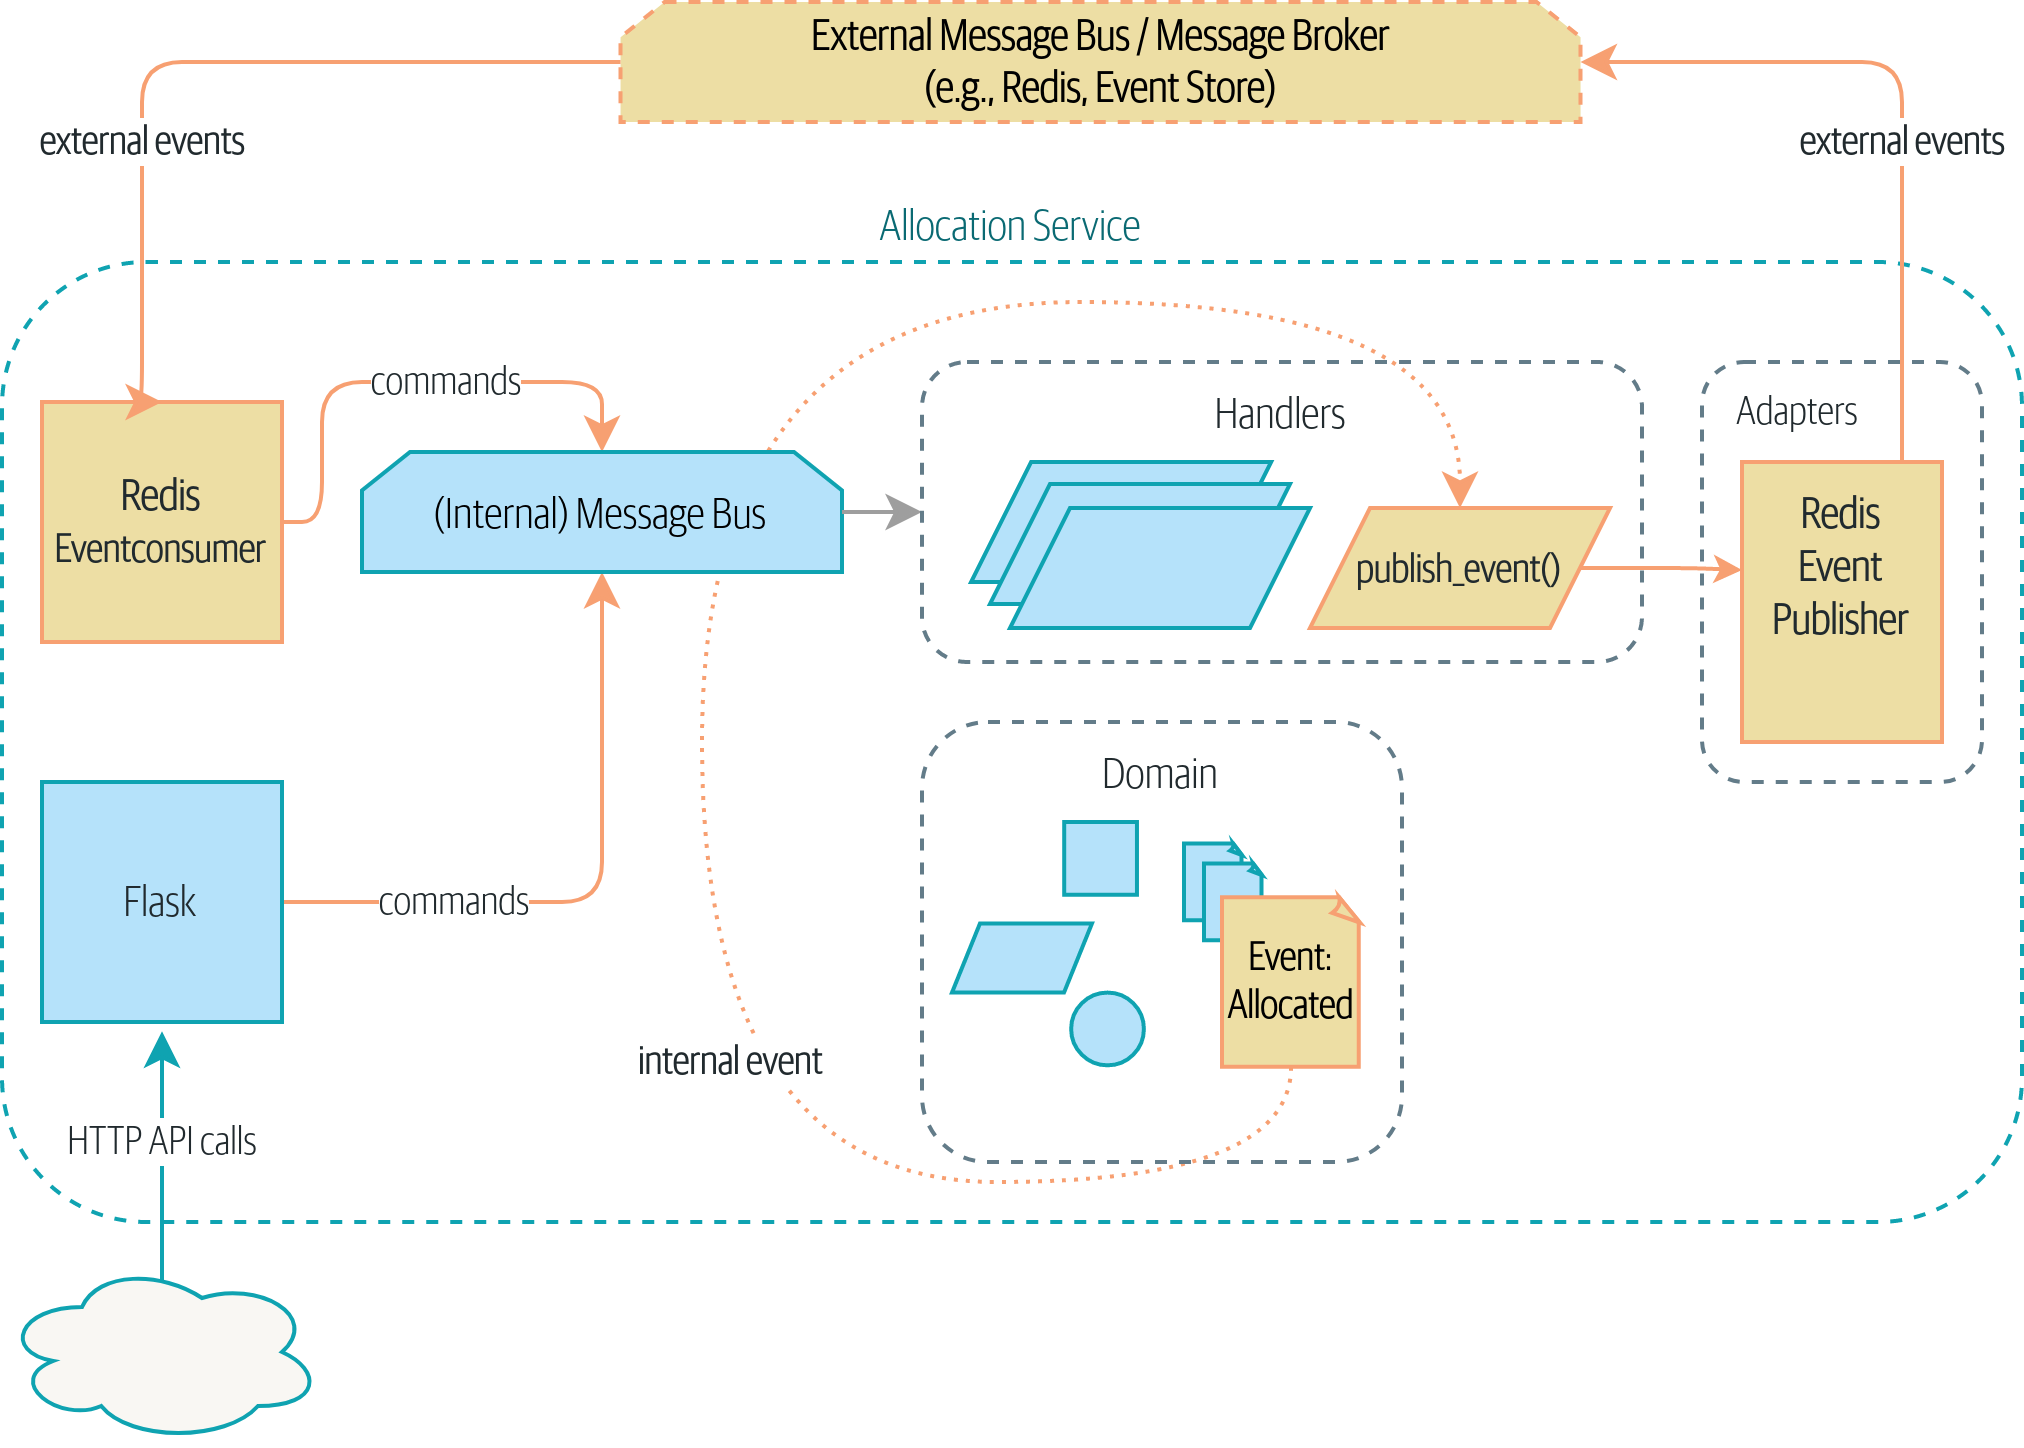 External Message Bus / Message Broker
(e.g., Redis, Event Store)
external events
external events
Allocation Service
commands
Handlers
Adapters
Redis
Eventconsumer
(Internal) Message Bus
publish_event()
Redis
Event
Publisher
Domain
Flask
commands
Event:
Allocated
internal event
HTTP API calls